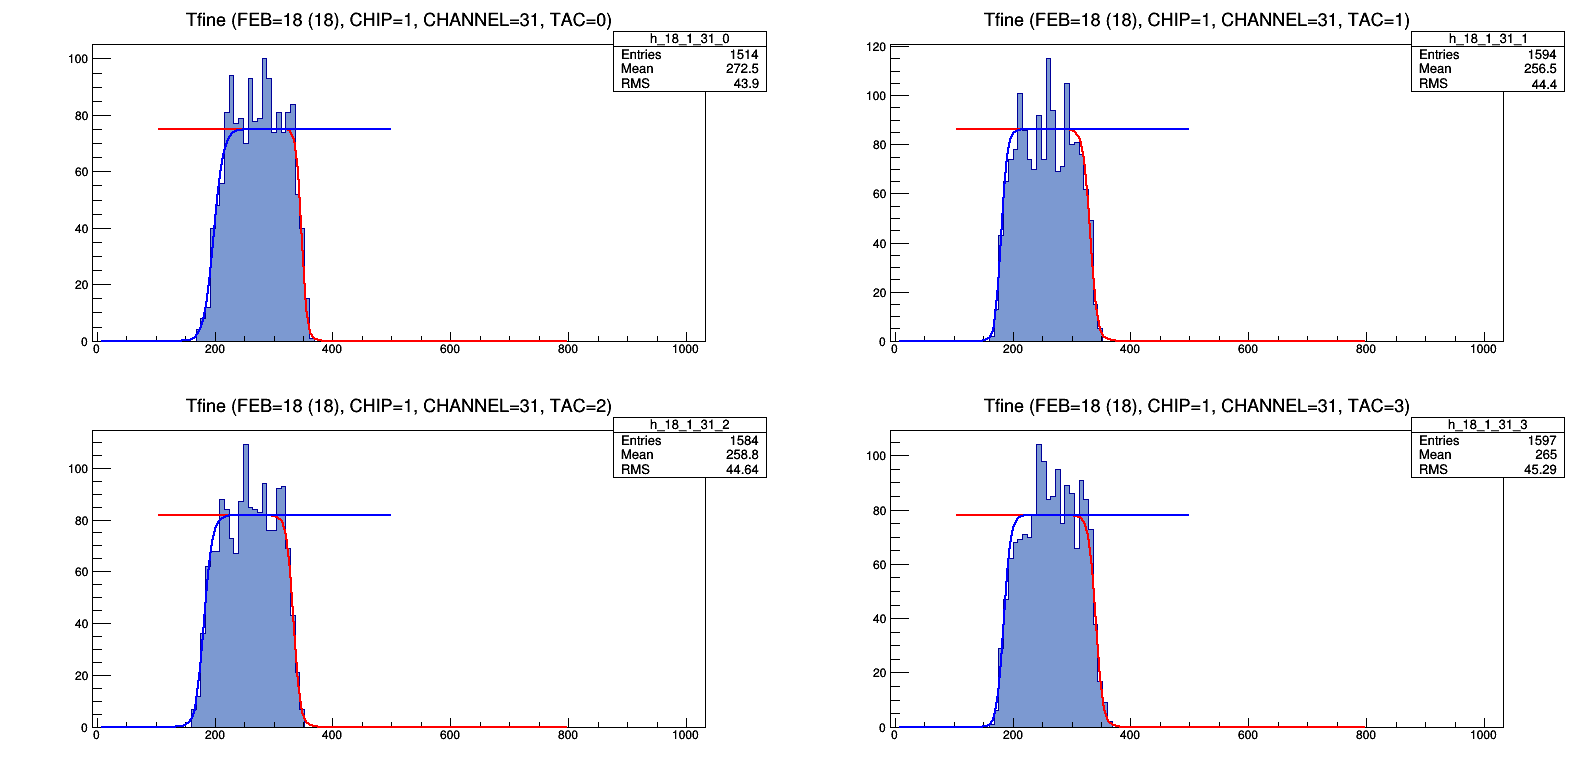 Tfine (FEB=18 (18), CHIP=1, CHANNEL=31, TAC=0)
h_18_1_31_0
Entries 1514
Mean 272.5
RMS 43.9
100
80
60
40
20
0
0 200 400 600 800 1000
Tfine (FEB=18 (18), CHIP=1, CHANNEL=31, TAC=1)
h_18_1_31_1
Entries 1594
Mean 256.5
RMS 44.4
120
100
80
60
40
20
0
0 200 400 600 800 1000
Tfine (FEB=18 (18), CHIP=1, CHANNEL=31, TAC=2)
h_18_1_31_2
Entries 1584
Mean 258.8
RMS 44.64
100
80
60
40
20
0
0 200 400 600 800 1000
Tfine (FEB=18 (18), CHIP=1, CHANNEL=31, TAC=3)
h_18_1_31_3
Entries 1597
Mean 265
RMS 45.29
100
80
60
40
20
0
0 200 400 600 800 1000